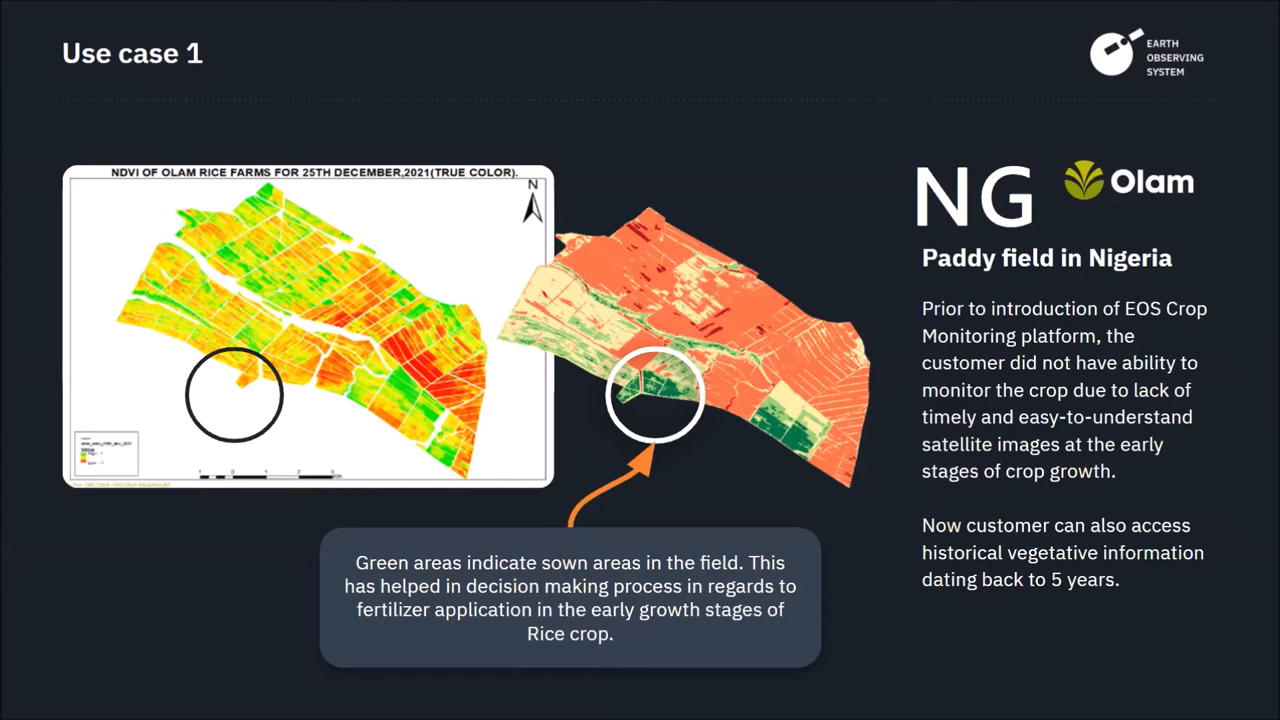 Use case 1
EARTH
OBSERVING
SYSTEM
NDVI OF OLAM RICE FARMS FOR 25TH DECEMBER,2021(TRUE COLOR).
N
NG
Olam
Paddy field in Nigeria
Prior to introduction of EOS Crop
Monitoring platform, the
customer did not have ability to
monitor the crop due to lack of
timely and easy-to-understand
satellite images at the early
stages of crop growth.
Now customer can also access
historical vegetative information
dating back to 5 years.
Green areas indicate sown areas in the field. This
has helped in decision making process in regards to
fertilizer application in the early growth stages of
Rice crop.